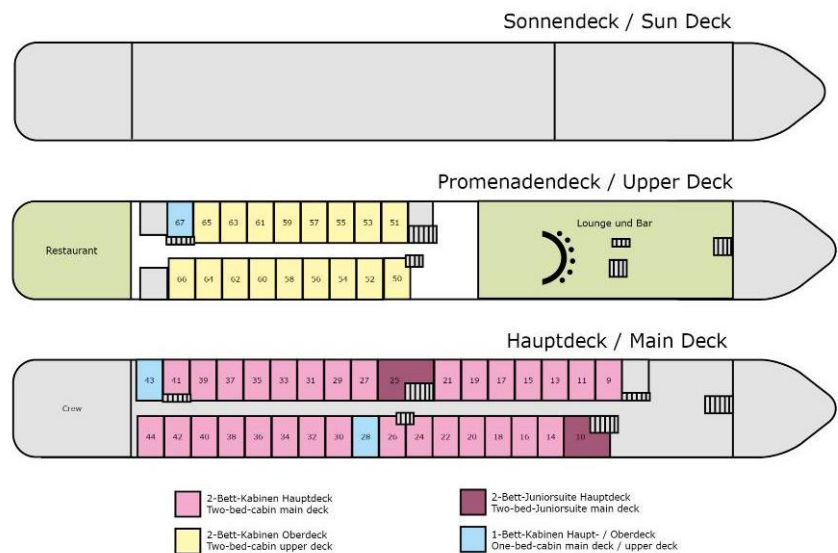 Sonnendeck / Sun Deck
Promenadendeck / Upper Deck
67 65 63 61 59 57 55 53 51
Lounge und Bar
Restaurant
66 64 62 60 58 56 54 52 50
Hauptdeck / Main Deck
43 41 39 37 35 33 31 29 27 25 21 19 17 15 13 11 9
Crew
44 42 40 38 36 34 32 30 28 26 24 22 20 18 16 14 10
2-Bett-Kabinen Hauptdeck
Two-bed-cabin main deck
2-Bett-Juniorsuite Hauptdeck
Two-bed-Juniorsuite main deck
2-Bett-Kabinen Oberdeck
Two-bed-cabin upper deck
1-Bett-Kabinen Haupt- / Oberdeck
One-bed-cabin main deck / upper deck